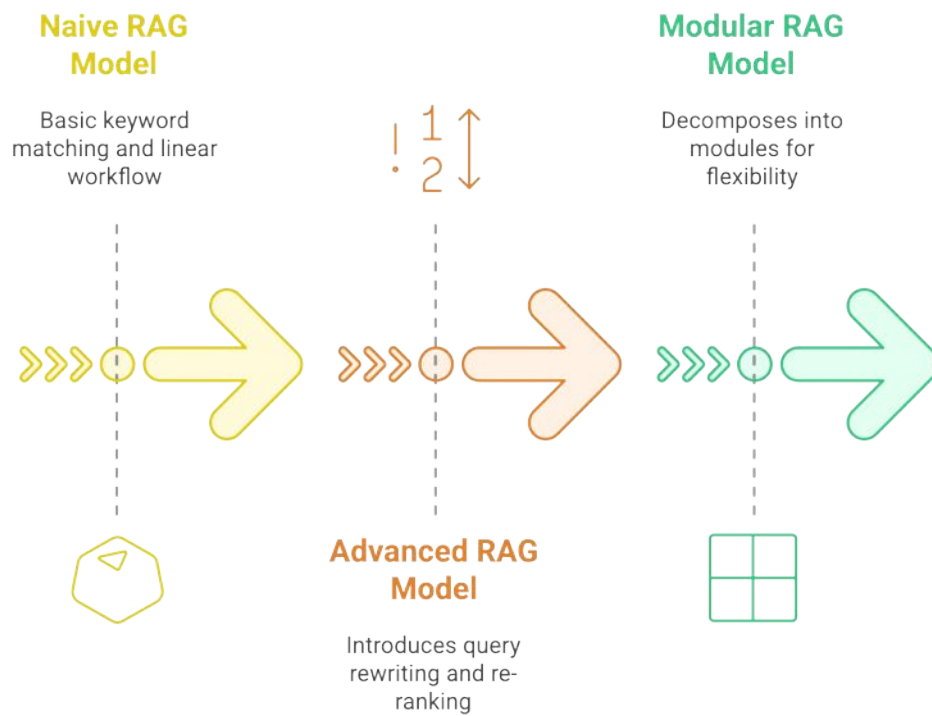 Naive RAG
Model
Basic keyword
matching and linear
workflow
!
1
2
Advanced RAG
Model
Introduces query
rewriting and re-
ranking
Modular RAG
Model
Decomposes into
modules for
flexibility